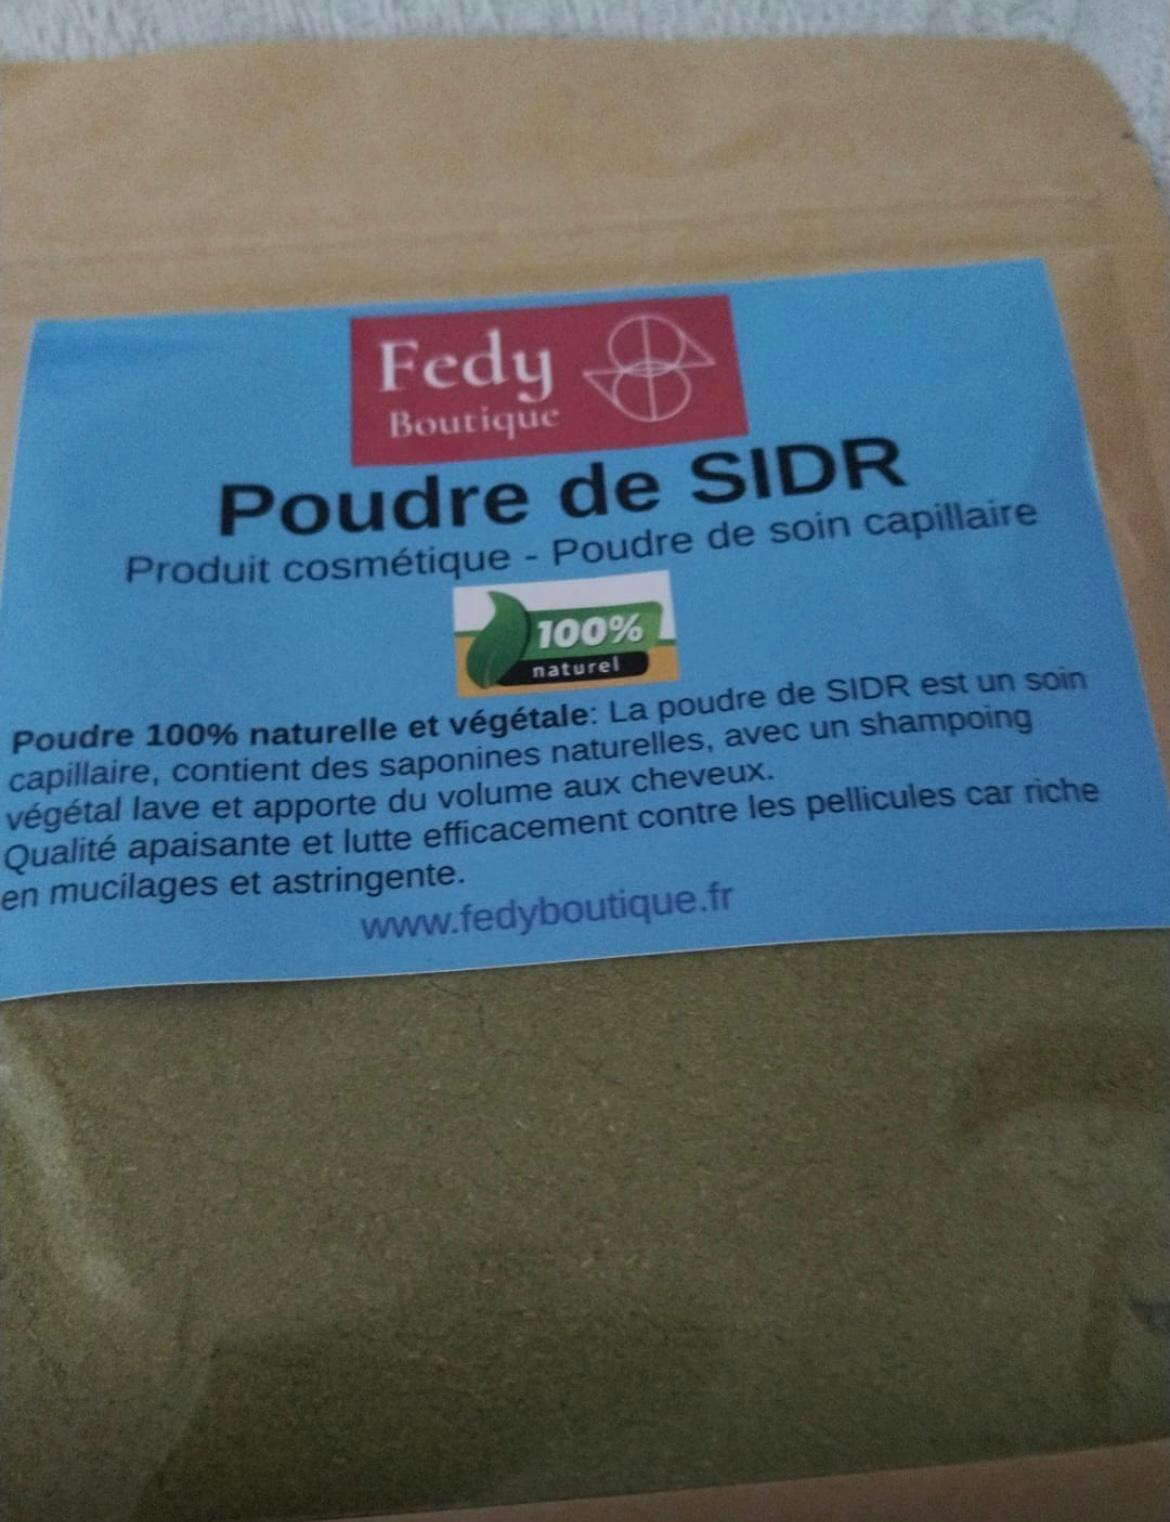 Fedy
Boutique
Poudre de SIDR
Produit cosmétique - Poudre de soin capillaire
100%
naturel
Poudre 100% naturelle et végétale: La poudre de SIDR est un soin
capillaire, contient des saponines naturelles, avec un shampoing
végétal lave et apporte du volume aux cheveux.
Qualité apaisante et lutte efficacement contre les pellicules car riche
en mucilages et astringente.
www.fedyboutique.fr